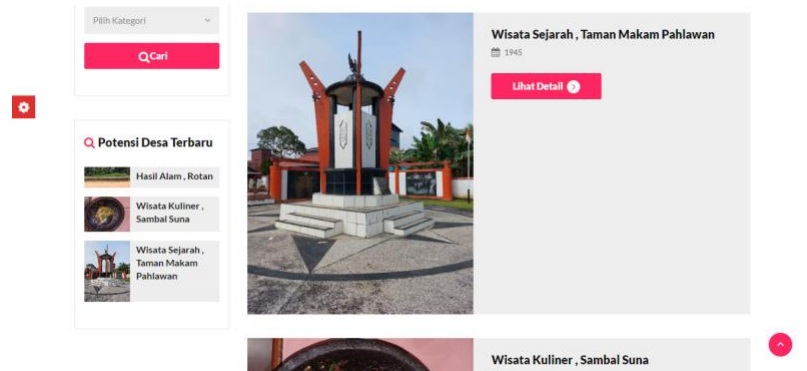 Pilih Kategori
Cari
Potensi Desa Terbaru
Hasil Alam , Rotan
Wisata Kuliner ,
Sambal Suna
Wisata Sejarah ,
Taman Makam
Pahlawan
Wisata Sejarah , Taman Makam Pahlawan
1945
Lihat Detail
Wisata Kuliner , Sambal Suna